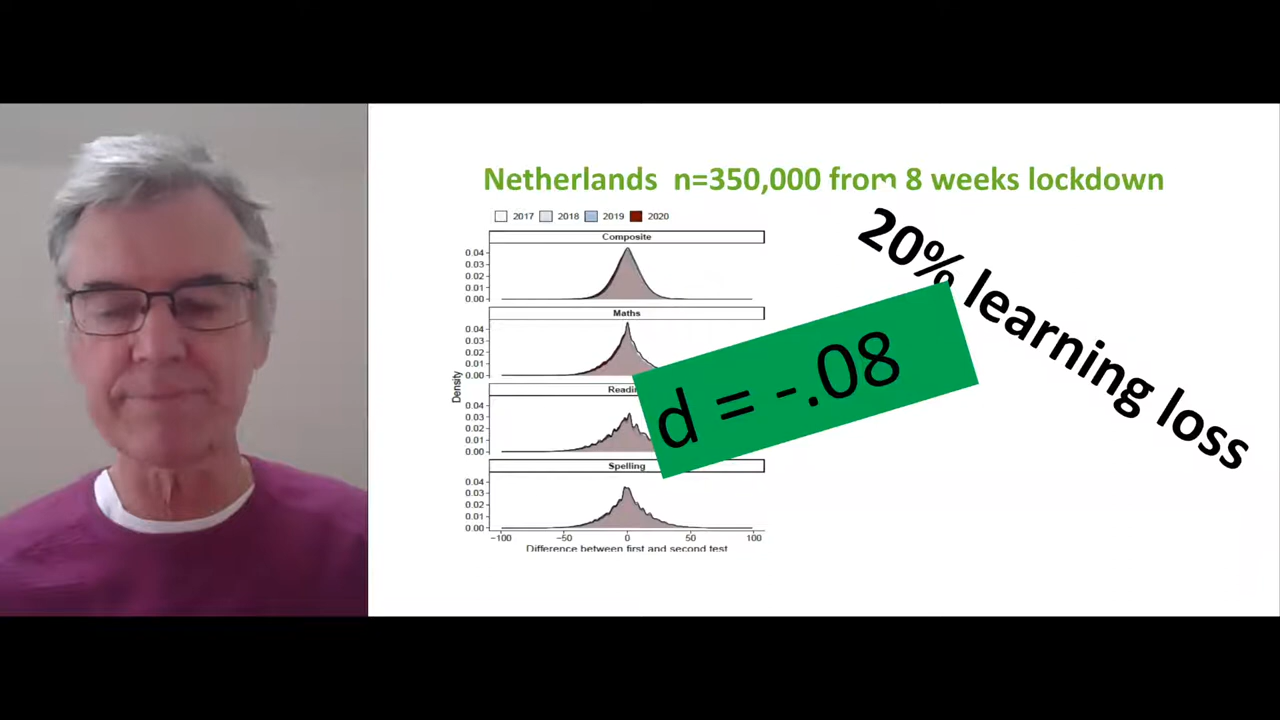 Netherlands n=350,000 from 8 weeks lockdown
2017 2018 2019 2020
Composite
0.04
0.03
0.02
0.01
0.00
Maths
0.04
0.03
0.02
0.01
0.00
0.04
0.03
0.02
0.01
0.00
Spelling
0.04
0.03
0.02
0.01
0.00
Density
−100 −50 0 50 100
Difference between first and second test
20% learning loss
d = -.08